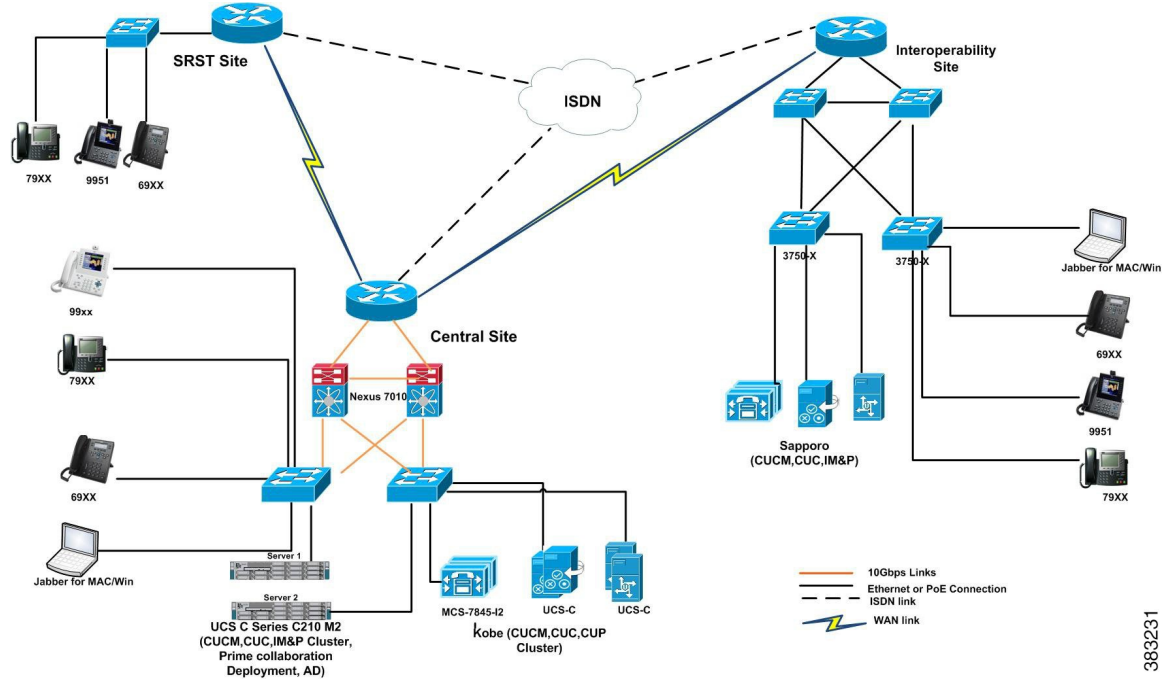 SRST Site
ISDN
Interoperability
Site
79XX
9951
69XX
99xx
79XX
69XX
Jabber for MAC/Win
Central Site
Nexus 7010
Server 1
Server 2
UCS C Series C210 M2
(CUCM,CUC,IM&P Cluster,
Prime collaboration
Deployment, AD)
MCS-7845-I2
UCS-C
UCS-C
Kobe (CUCM,CUC,CUP
Cluster)
3750-X
3750-X
Sapporo
(CUCM,CUC,IM&P)
Jabber for MAC/Win
69XX
9951
79XX
10Gbps Links
Ethernet or PoE Connection
ISDN link
WAN link
383231